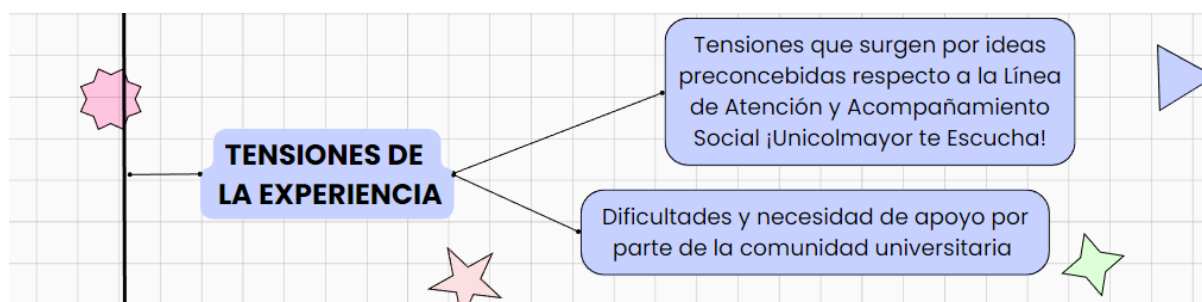 TENSIONES DE
LA EXPERIENCIA
Tensiones que surgen por ideas
preconcebidas respecto a la Línea
de Atención y Acompañamiento
Social ¡Unicolmayor te Escucha!
Dificultades y necesidad de apoyo por
parte de la comunidad universitaria